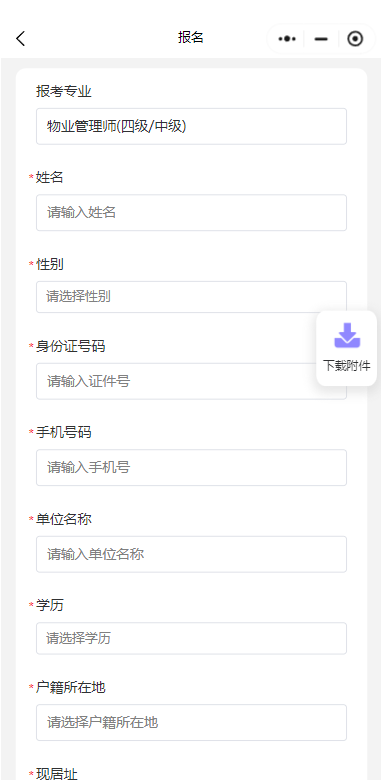 报名
报考专业
物业管理师(四级/中级)
*姓名
请输入姓名
*性别
请选择性别
*身份证号码
请输入证件号
下载附件
*手机号码
请输入手机号
*单位名称
请输入单位名称
*学历
请选择学历
*户籍所在地
请选择户籍所在地
*现居址